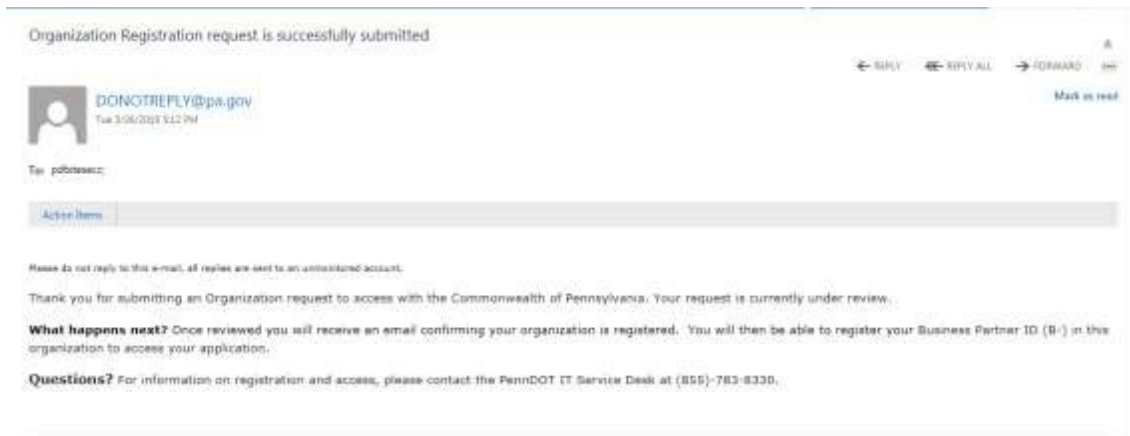 Organization Registration request is successfully submitted
REPLY REPLY ALL FORWARD
DONOTREPLY@pa.gov
Mark as read
Tue 5:12 PM
To:
Action Items
Please do not reply to this e-mail, all replies are sent to an unmonitored account.
Thank you for submitting an Organization request to access with the Commonwealth of Pennsylvania. Your request is currently under review.
What happens next? Once reviewed you will receive an email confirming your organization is registered. You will then be able to register your Business Partner ID (B-) in this
organization to access your application.
Questions? For information on registration and access, please contact the PennDOT IT Service Desk at (855)-783-8330.